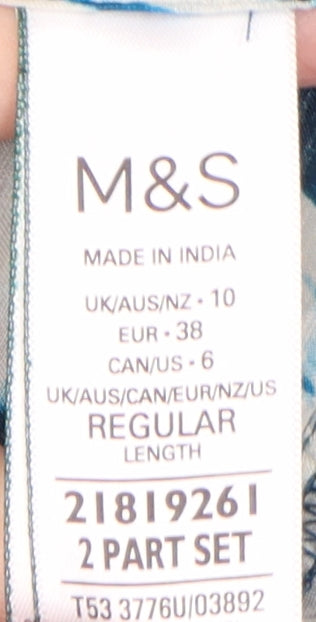 M&S
MADE IN INDIA
UK/AUS/NZ • 10
EUR • 38
CAN/US • 6
UK/AUS/CAN/EUR/NZ/US
REGULAR
LENGTH
21819261
2 PART SET
T53 3776U/03892